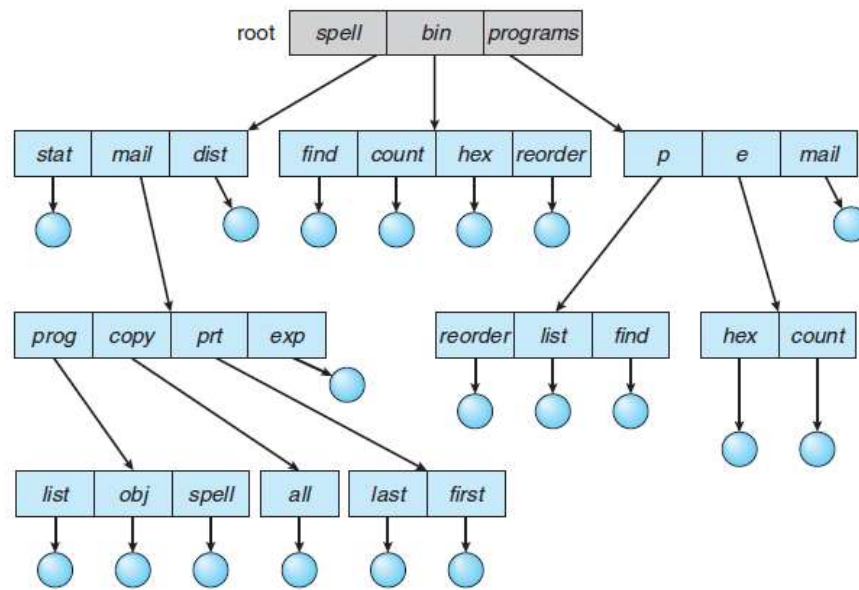 root spell bin programs
stat mail dist find count hex reorder p e mail
prog copy prt exp reorder list find hex count
list obj spell all last first